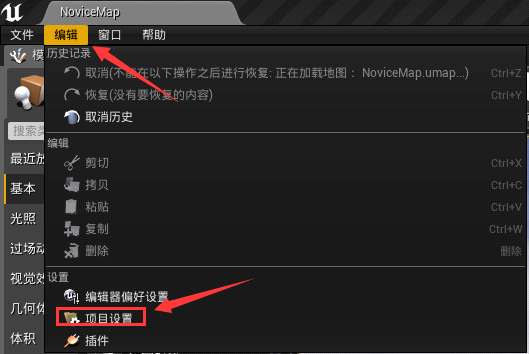 NoviceMap
文件 编辑 窗口 帮助
模
历史记录
取消(不能在以下操作之后进行恢复: 正在加载地图： NoviceMap.umap...) Ctrl+Z
恢复(没有要恢复的内容) Ctrl+Y
取消历史
搜索类
编辑
最近放
剪切 Ctrl+X
基本
拷贝 Ctrl+C
粘贴 Ctrl+V
光照
复制 Ctrl+W
过场动
删除 删除
视觉效
设置
编辑器偏好设置
几何体
项目设置
体积
插件